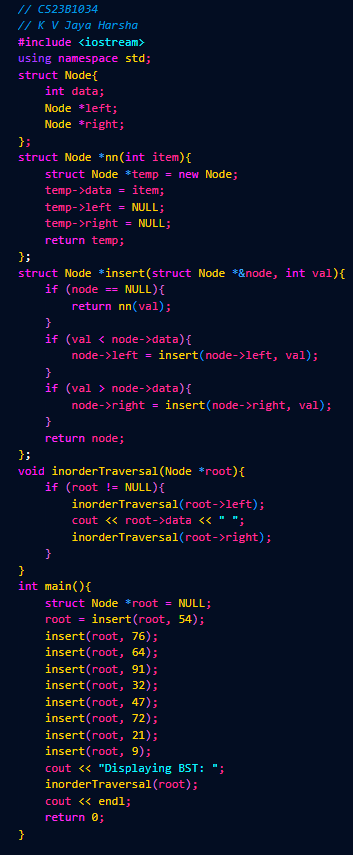 // CS23B1034
// K V Jaya Harsha
#include <iostream>
using namespace std;
struct Node{
    int data;
    Node *left;
    Node *right;
};
struct Node *nn(int item){
    struct Node *temp = new Node;
    temp->data = item;
    temp->left = NULL;
    temp->right = NULL;
    return temp;
};
struct Node *insert(struct Node *&node, int val){
    if (node == NULL){
        return nn(val);
    }
    if (val < node->data){
        node->left = insert(node->left, val);
    }
    if (val > node->data){
        node->right = insert(node->right, val);
    }
    return node;
};
void inorderTraversal(Node *root){
    if (root != NULL){
        inorderTraversal(root->left);
        cout << root->data << " ";
        inorderTraversal(root->right);
    }
}
int main(){
    struct Node *root = NULL;
    root = insert(root, 54);
    insert(root, 76);
    insert(root, 64);
    insert(root, 91);
    insert(root, 32);
    insert(root, 47);
    insert(root, 72);
    insert(root, 21);
    insert(root, 9);
    cout << "Displaying BST: ";
    inorderTraversal(root);
    cout << endl;
    return 0;
}